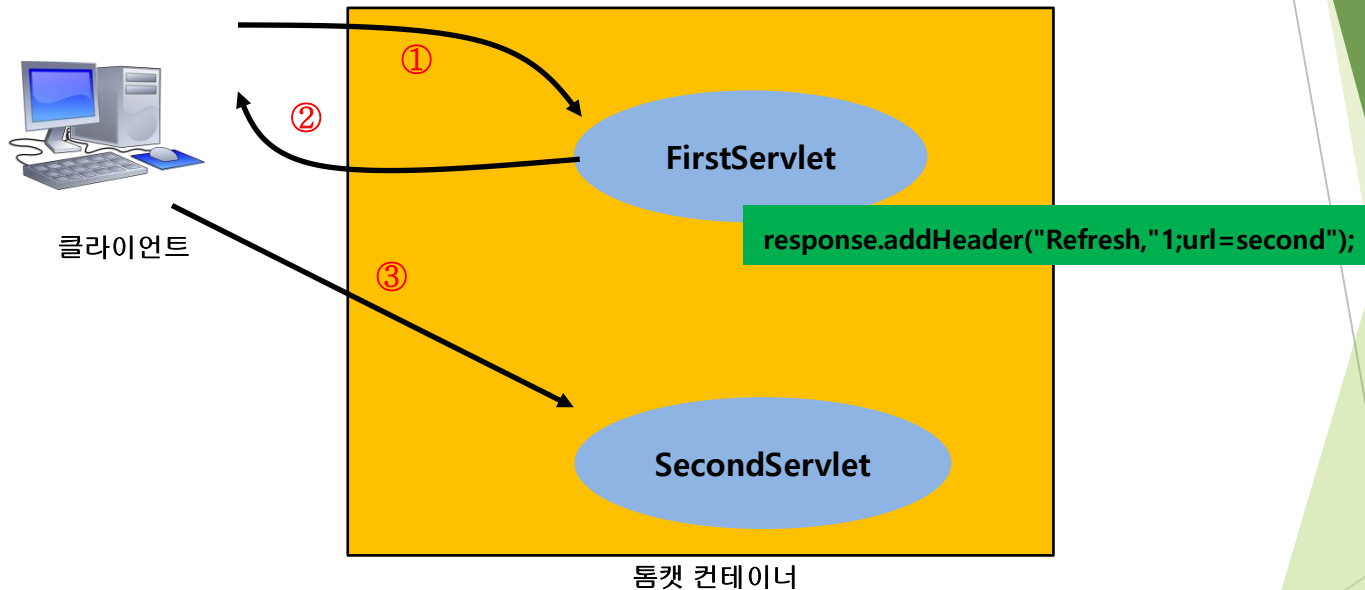 ①
②
FirstServlet
response.addHeader("Refresh,"1;url=second");
클라이언트
③
SecondServlet
톰캣 컨테이너